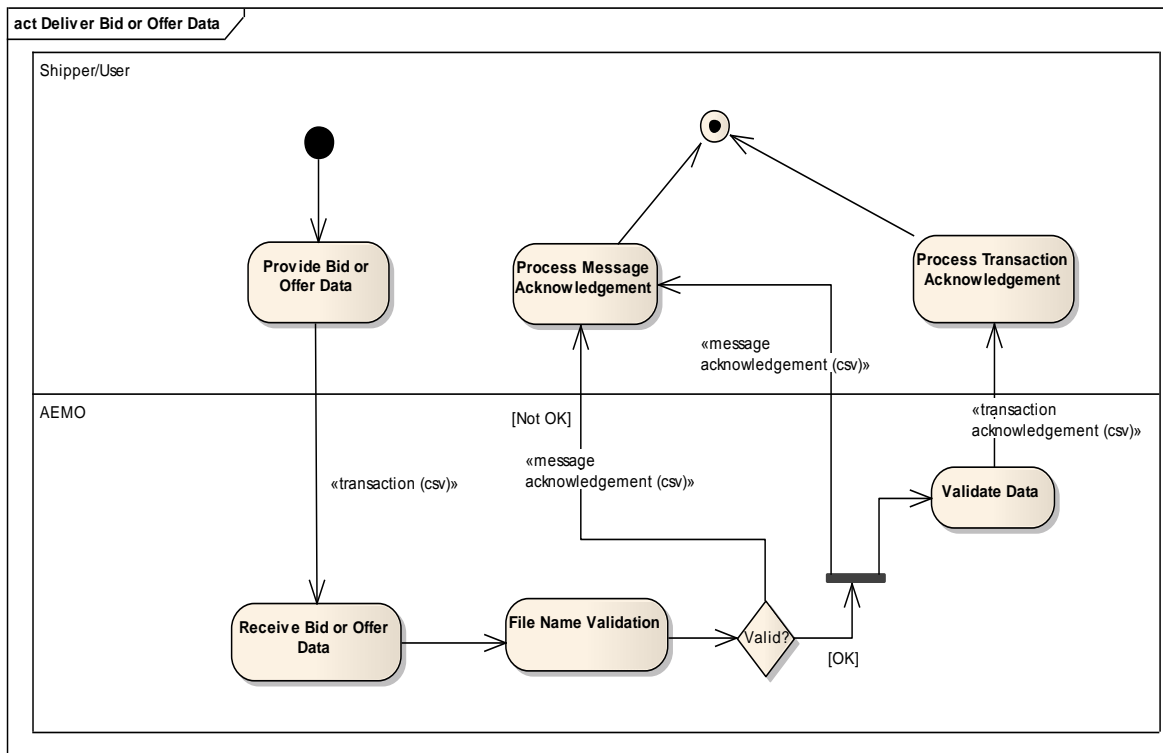 act Deliver Bid or Offer Data
Shipper/User
Provide Bid or
Offer Data
Process Message
Acknowledgement
Process Transaction
Acknowledgement
«message
acknowledgement (csv)»
AEMO
[Not OK]
«transaction
acknowledgement (csv)»
«message
acknowledgement (csv)»
«transaction (csv)»
Validate Data
Receive Bid or Offer
Data
File Name Validation
Valid?
[OK]